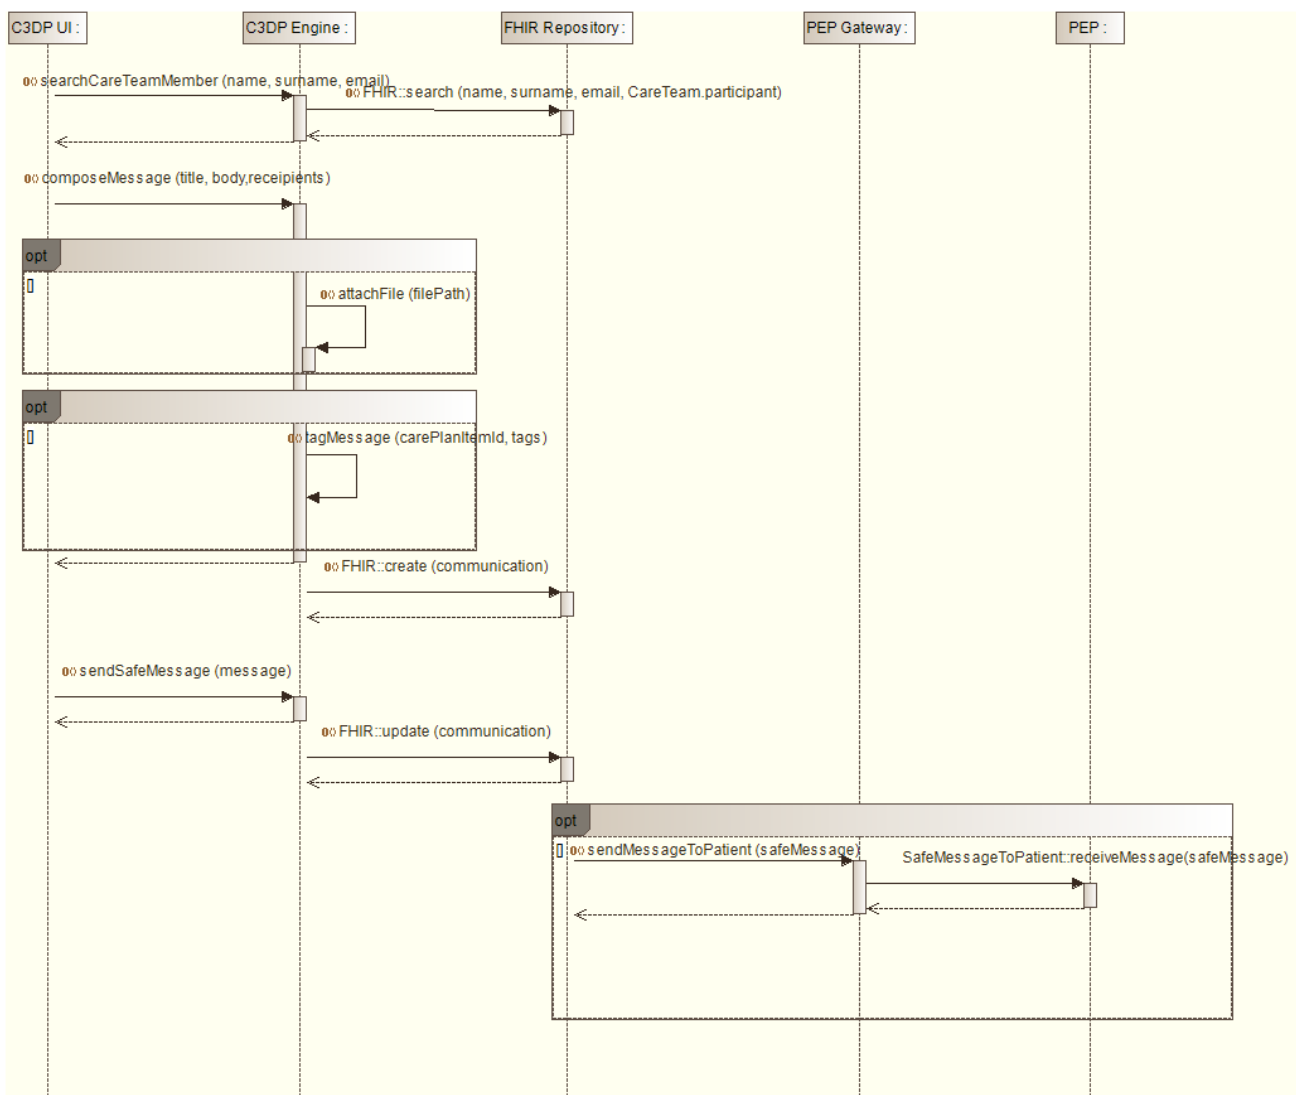 C3DP UI :
C3DP Engine :
FHIR Repository :
PEP Gateway :
PEP :
searchCareTeamMember (name, surname, email)
FHIR::search (name, surname, email, CareTeam.participant)
composeMessage (title, body,receipients)
opt
[]
attachFile (filePath)
opt
[]
tagMessage (carePlanItemId, tags)
FHIR::create (communication)
sendSafeMessage (message)
FHIR::update (communication)
opt
[]
sendMessageToPatient (safeMessage)
SafeMessageToPatient::receiveMessage(safeMessage)